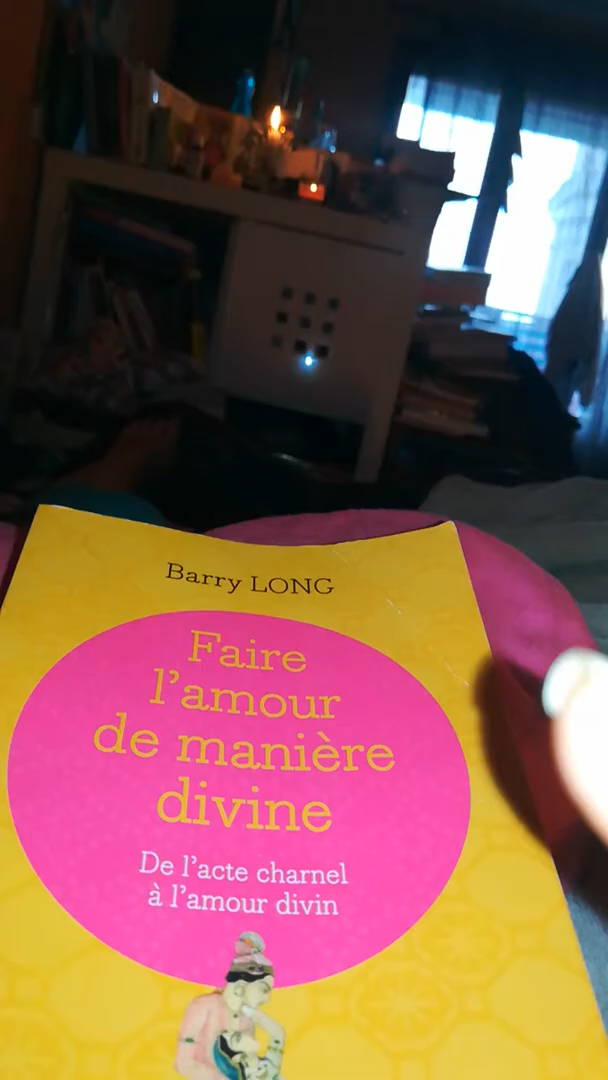 Barry LONG
Faire
l'amour
de manière
divine
De l'acte charnel
à l'amour divin